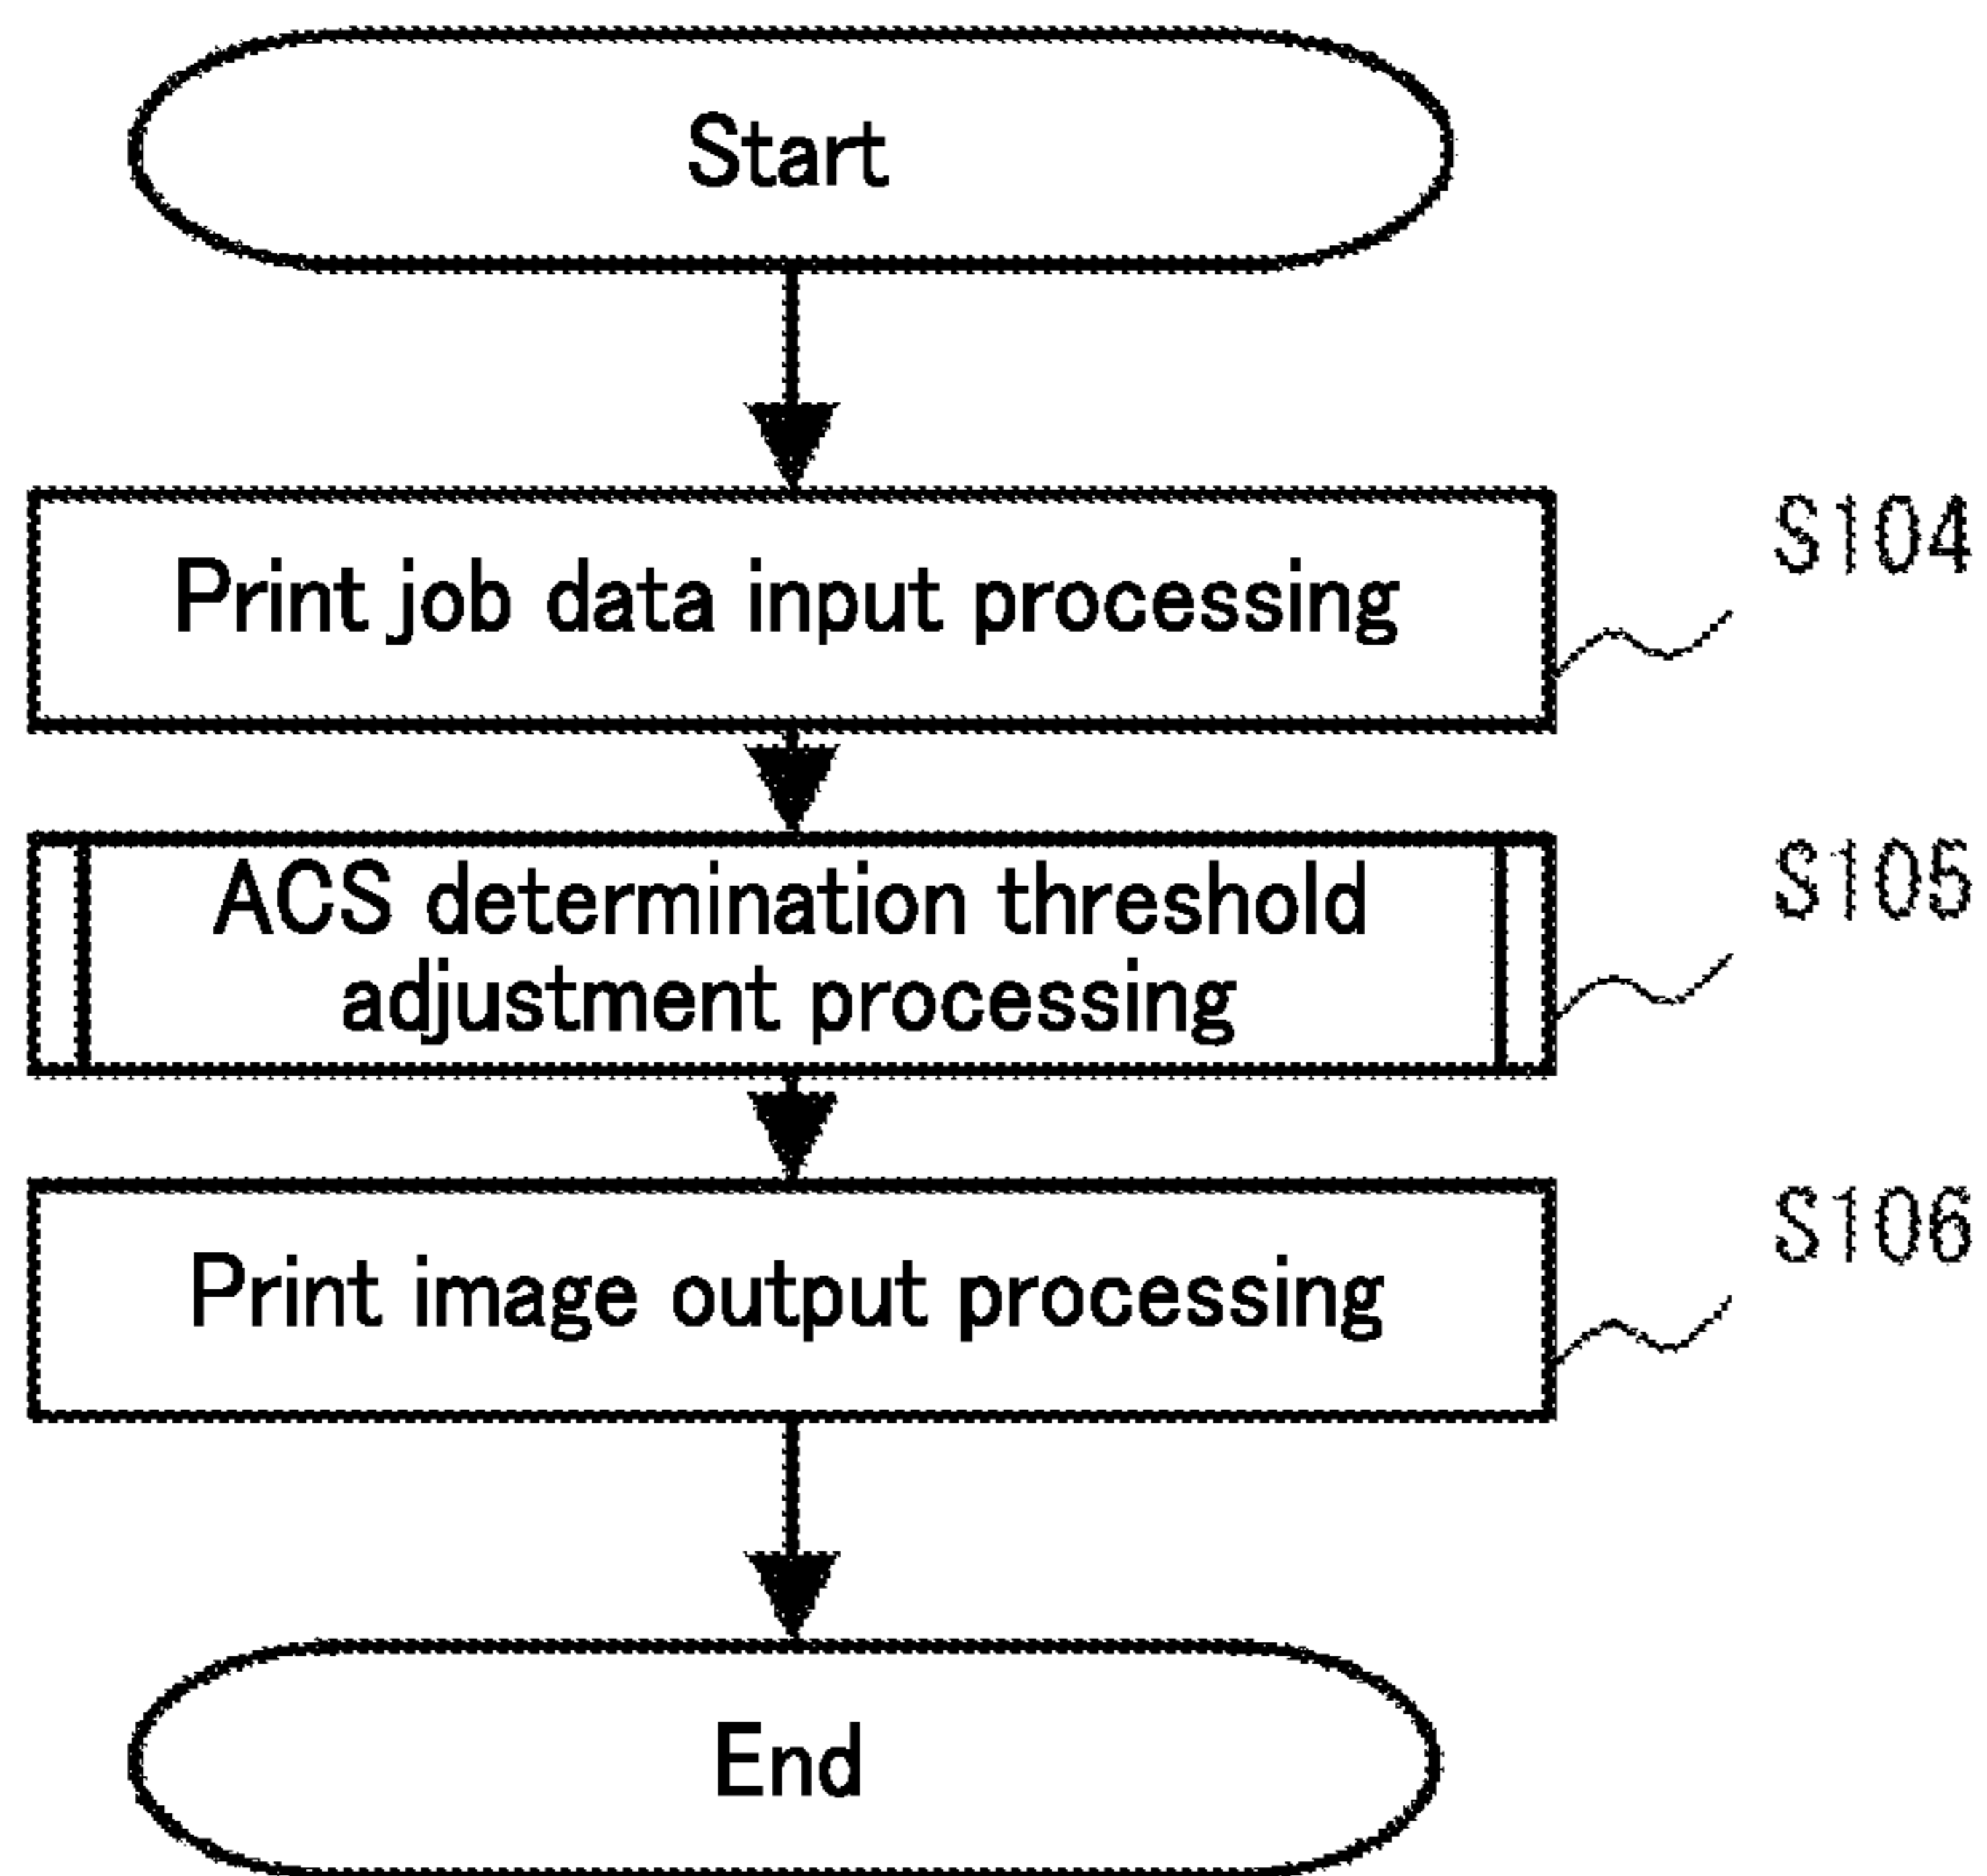 Start
Print job data input processing
S104
ACS determination threshold
adjustment processing
S105
Print image output processing
S106
End